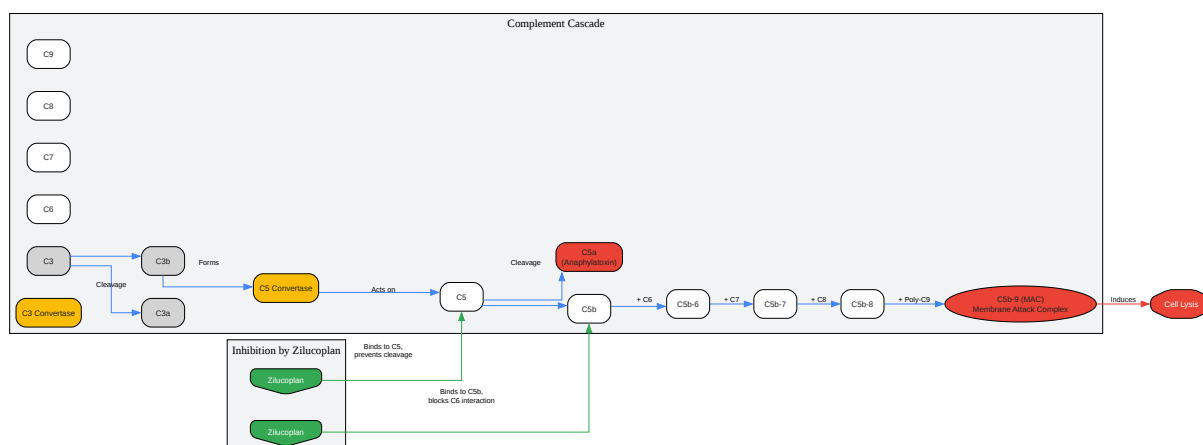 Complement Cascade
C9
C8
C7
C6
C3
C3b
Forms
Cleavage
C3 Convertase
C3a
C5 Convertase
Acts on
C5
Cleavage
C5a
(Anaphylatoxin)
C5b
+ C6
C5b-6
+ C7
C5b-7
+ C8
C5b-8
+ Poly-C9
C5b-9 (MAC)
Membrane Attack Complex
Induces
Cell Lysis
Inhibition by Zilucoplan
Binds to C5,
prevents cleavage
Zilucoplan
Binds to C5b,
blocks C6 interaction
Zilucoplan